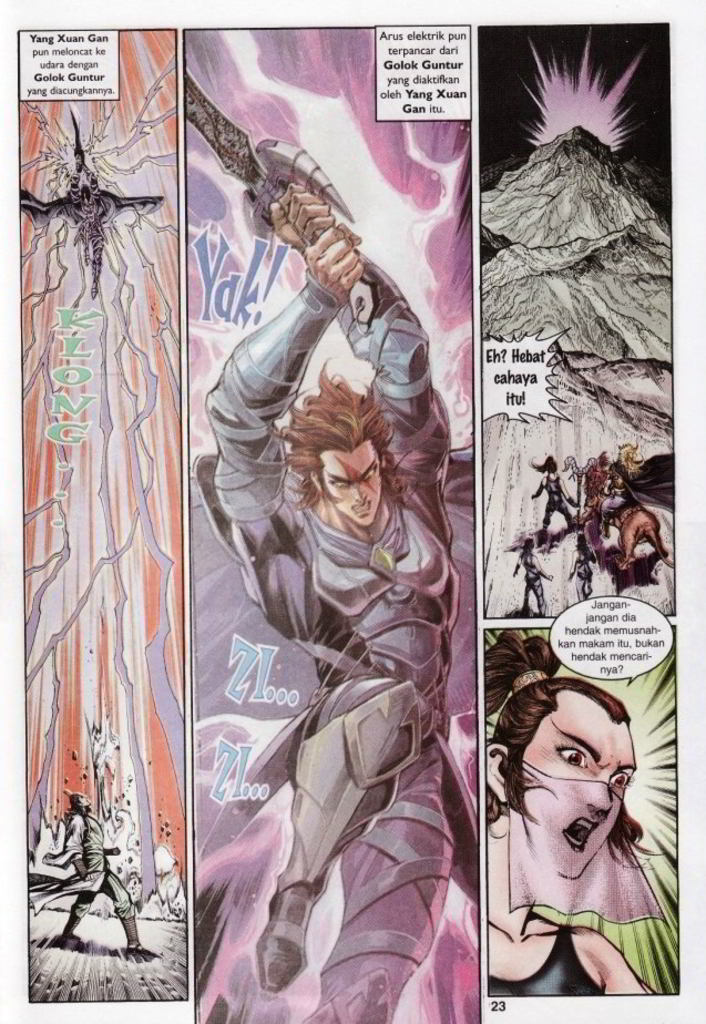 Yang Xuan Gan
pun meloncat ke
udara dengan
Golok Guntur
yang diacungkannya.
KLONG...
Arus elektrik pun
terpancar dari
Golok Guntur
yang diaktifkan
oleh Yang Xuan
Gan itu.
Yak!
ZI...
ZI...
Eh? Hebat
cahaya
itu!
Jangan-
jangan dia
hendak memusnah-
kan makam itu, bukan
hendak mencari-
nya?
23